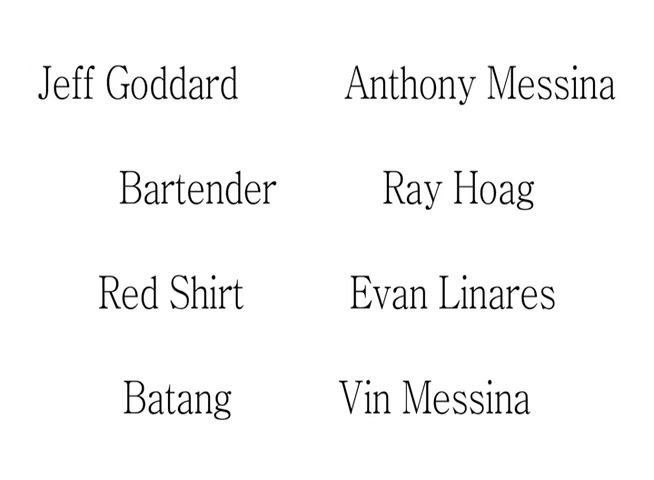 Jeff Goddard Anthony Messina
Bartender Ray Hoag
Red Shirt Evan Linares
Batang Vin Messina